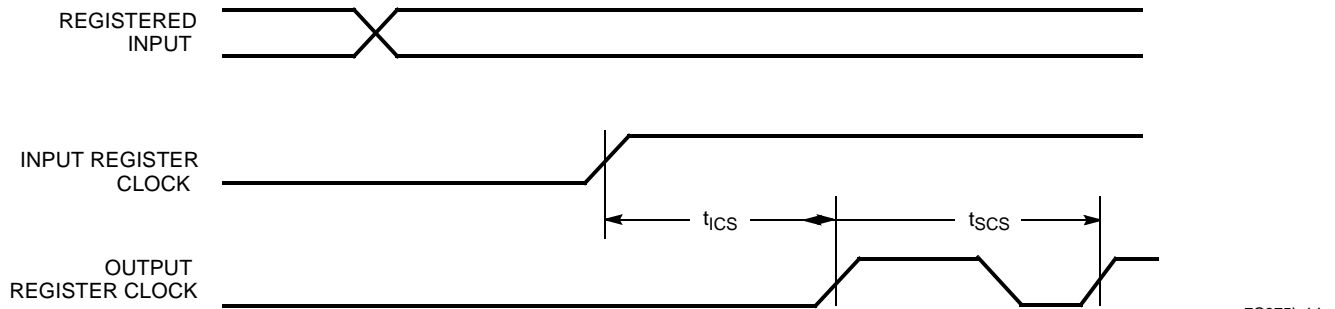 REGISTERED
INPUT
INPUT REGISTER
CLOCK
tICS
tSCS
OUTPUT
REGISTER CLOCK